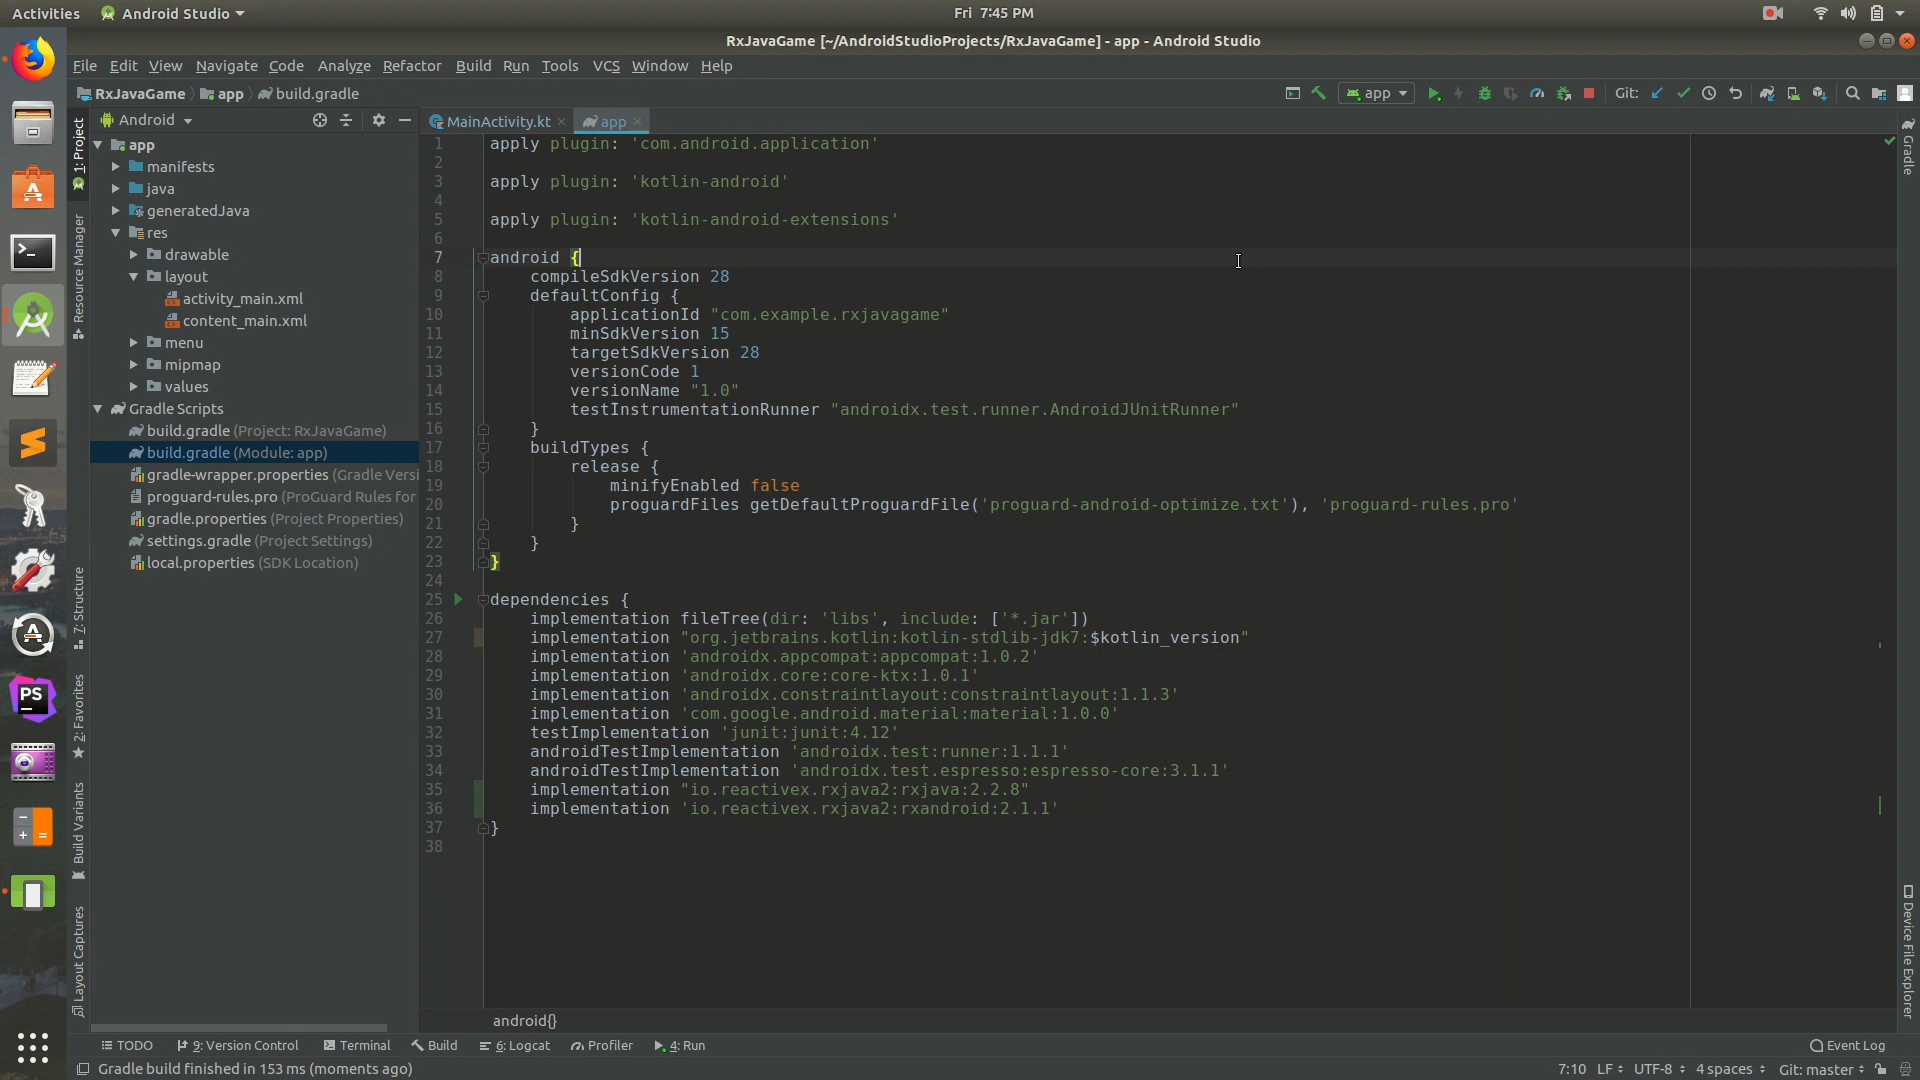 Activities
Android Studio
Fri 7:45 PM
RxJavaGame [~/AndroidStudioProjects/RxJavaGame] - app - Android Studio
File Edit View Navigate Code Analyze Refactor Build Run Tools VCS Window Help
RxJavaGame app build.gradle
app
Git:
Android
MainActivity.kt
app
1: Project
Resource Manager
7: Structure
2: Favorites
Build Variants
Layout Captures
app
manifests
java
generatedJava
res
drawable
layout
activity_main.xml
content_main.xml
menu
mipmap
values
Gradle Scripts
build.gradle (Project: RxJavaGame)
build.gradle (Module: app)
gradle-wrapper.properties (Gradle Versi
proguard-rules.pro (ProGuard Rules for
gradle.properties (Project Properties)
settings.gradle (Project Settings)
local.properties (SDK Location)
1 apply plugin: 'com.android.application'
2
3 apply plugin: 'kotlin-android'
4
5 apply plugin: 'kotlin-android-extensions'
6
7 android {
8 compileSdkVersion 28
9 defaultConfig {
10 applicationId "com.example.rxjavagame"
11 minSdkVersion 15
12 targetSdkVersion 28
13 versionCode 1
14 versionName "1.0"
15 testInstrumentationRunner "androidx.test.runner.AndroidJUnitRunner"
16 }
17 buildTypes {
18 release {
19 minifyEnabled false
20 proguardFiles getDefaultProguardFile('proguard-android-optimize.txt'), 'proguard-rules.pro'
21 }
22 }
23 }
24
25 dependencies {
26 implementation fileTree(dir: 'libs', include: ['*.jar'])
27 implementation "org.jetbrains.kotlin:kotlin-stdlib-jdk7:$kotlin_version"
28 implementation 'androidx.appcompat:appcompat:1.0.2'
29 implementation 'androidx.core:core-ktx:1.0.1'
30 implementation 'androidx.constraintlayout:constraintlayout:1.1.3'
31 implementation 'com.google.android.material:material:1.0.0'
32 testImplementation 'junit:junit:4.12'
33 androidTestImplementation 'androidx.test:runner:1.1.1'
34 androidTestImplementation 'androidx.test.espresso:espresso-core:3.1.1'
35 implementation "io.reactivex.rxjava2:rxjava:2.2.8"
36 implementation 'io.reactivex.rxjava2:rxandroid:2.1.1'
37 }
38
android{}
Gradle
Device File Explorer
PS
TODO 9: Version Control Terminal Build 6: Logcat Profiler 4: Run Event Log
Gradle build finished in 153 ms (moments ago)
7:10 LF UTF-8 4 spaces Git: master